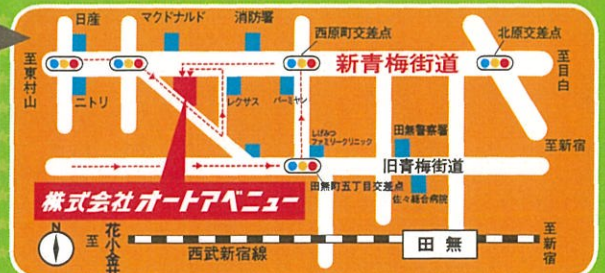 日産
マクドナルド
消防署
西原町交差点
北原交差点
至東村山
新青梅街道
至目白
ニトリ
レクサス
バーミヤン
しげみつ
ファミリークリニック
田無警察署
至新宿
旧青梅街道
田無町五丁目交差点
佐々総合病院
株式会社オートアベニュー
N
至花小金井
西武新宿線
田無
至新宿